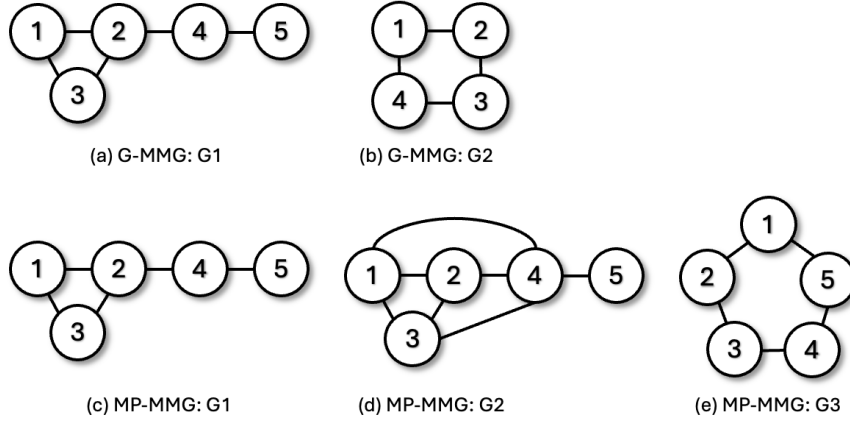 1 2 4 5
3
(a) G-MMG: G1
1 2
4 3
(b) G-MMG: G2
1 2 4 5
3
(c) MP-MMG: G1
1 2 4 5
3
(d) MP-MMG: G2
1
2 5
3 4
(e) MP-MMG: G3